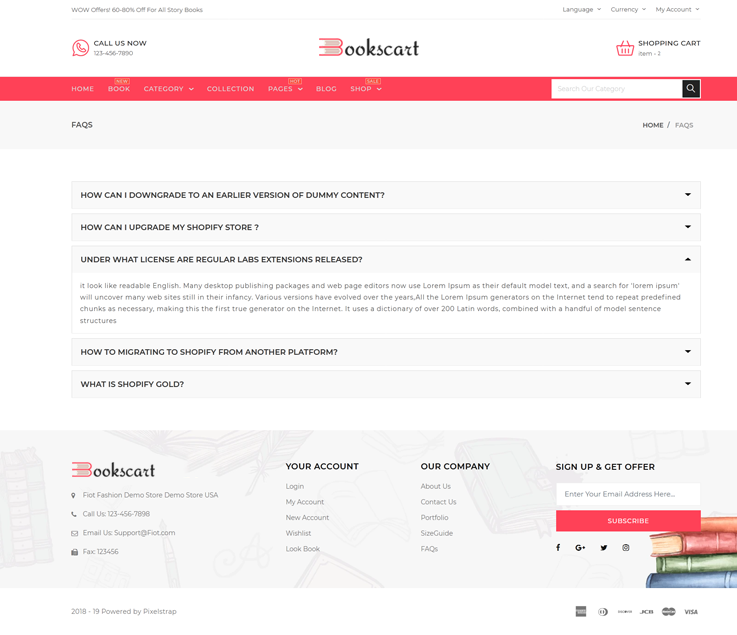 WOW Offers! 60-80% Off For All Story Books
Language
Currency
My Account
CALL US NOW
123-456-7890
Bookscart
SHOPPING CART
item - 2
HOME
NEW
BOOK
CATEGORY
COLLECTION
HOT
PAGES
BLOG
SALE
SHOP
Search Our Category
FAQS
HOME / FAQS
HOW CAN I DOWNGRADE TO AN EARLIER VERSION OF DUMMY CONTENT?
HOW CAN I UPGRADE MY SHOPIFY STORE ?
UNDER WHAT LICENSE ARE REGULAR LABS EXTENSIONS RELEASED?
it look like readable English. Many desktop publishing packages and web page editors now use Lorem Ipsum as their default model text, and a search for 'lorem ipsum'
will uncover many web sites still in their infancy. Various versions have evolved over the years,All the Lorem Ipsum generators on the Internet tend to repeat predefined
chunks as necessary, making this the first true generator on the Internet. It uses a dictionary of over 200 Latin words, combined with a handful of model sentence
structures
HOW TO MIGRATING TO SHOPIFY FROM ANOTHER PLATFORM?
WHAT IS SHOPIFY GOLD?
Bookscart
Fiot Fashion Demo Store Demo Store USA
Call Us: 123-456-7898
Email Us: Support@Fiot.com
Fax: 123456
YOUR ACCOUNT
Login
My Account
New Account
Wishlist
Look Book
OUR COMPANY
About Us
Contact Us
Portfolio
SizeGuide
FAQs
SIGN UP & GET OFFER
Enter Your Email Address Here...
SUBSCRIBE
2018 - 19 Powered by Pixelstrap
JCB
VISA